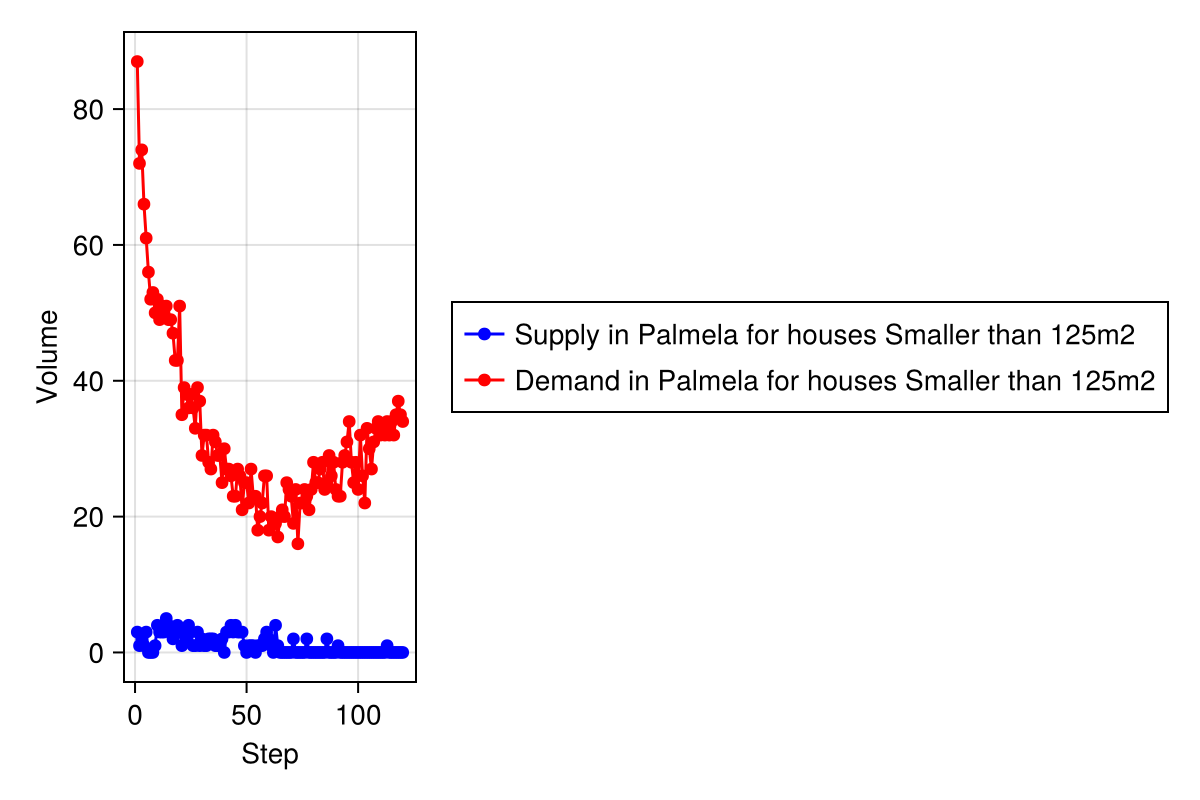 80
60
40
20
0
Volume
0 50 100
Step
Supply in Palmela for houses Smaller than 125m2
Demand in Palmela for houses Smaller than 125m2